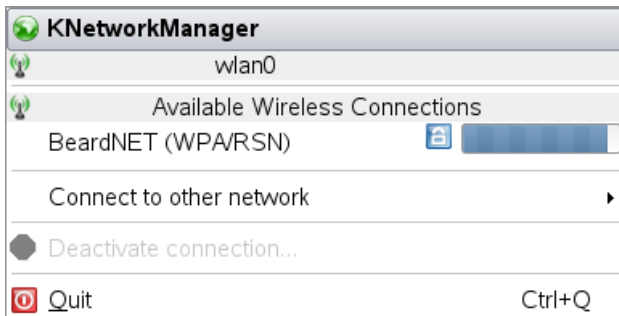 KNetworkManager
wlan0
Available Wireless Connections
BeardNET (WPA/RSN)
Connect to other network
Deactivate connection...
Quit Ctrl+Q